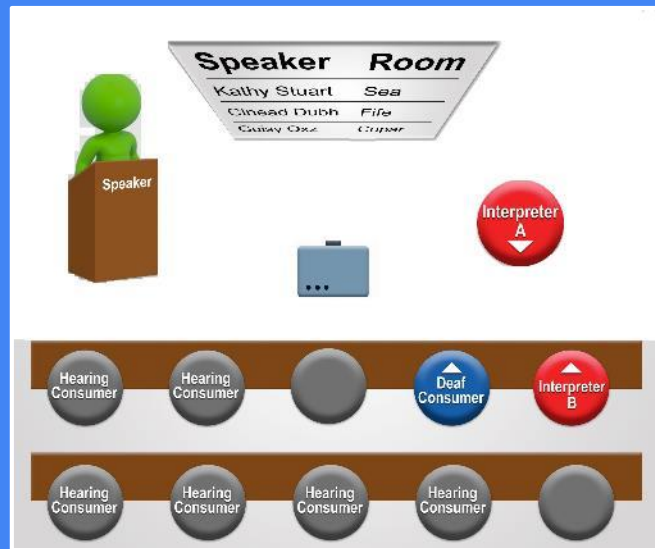 Speaker Room
Kathy Stuart Sea
Cinead Dubh Fife
Cupar
Speaker
Interpreter
A
Hearing
Consumer
Hearing
Consumer
Deaf
Consumer
Interpreter
B
Hearing
Consumer
Hearing
Consumer
Hearing
Consumer
Hearing
Consumer